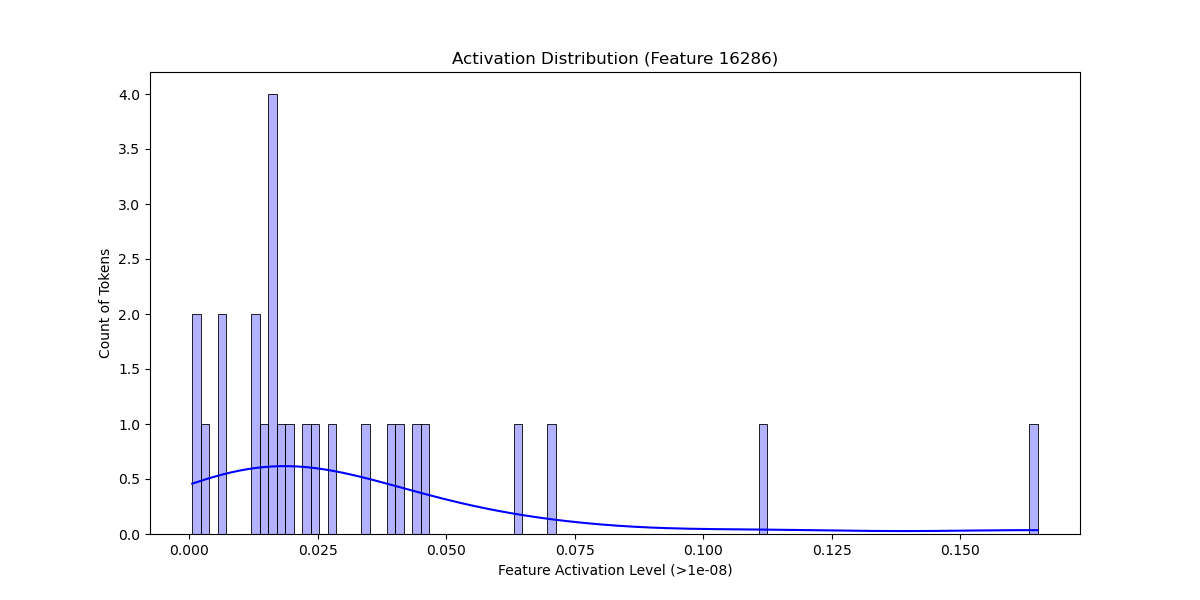 Activation Distribution (Feature 16286)
4.0
3.5
3.0
2.5
2.0
1.5
1.0
0.5
0.0
Count of Tokens
0.000 0.025 0.050 0.075 0.100 0.125 0.150
Feature Activation Level (>1e-08)